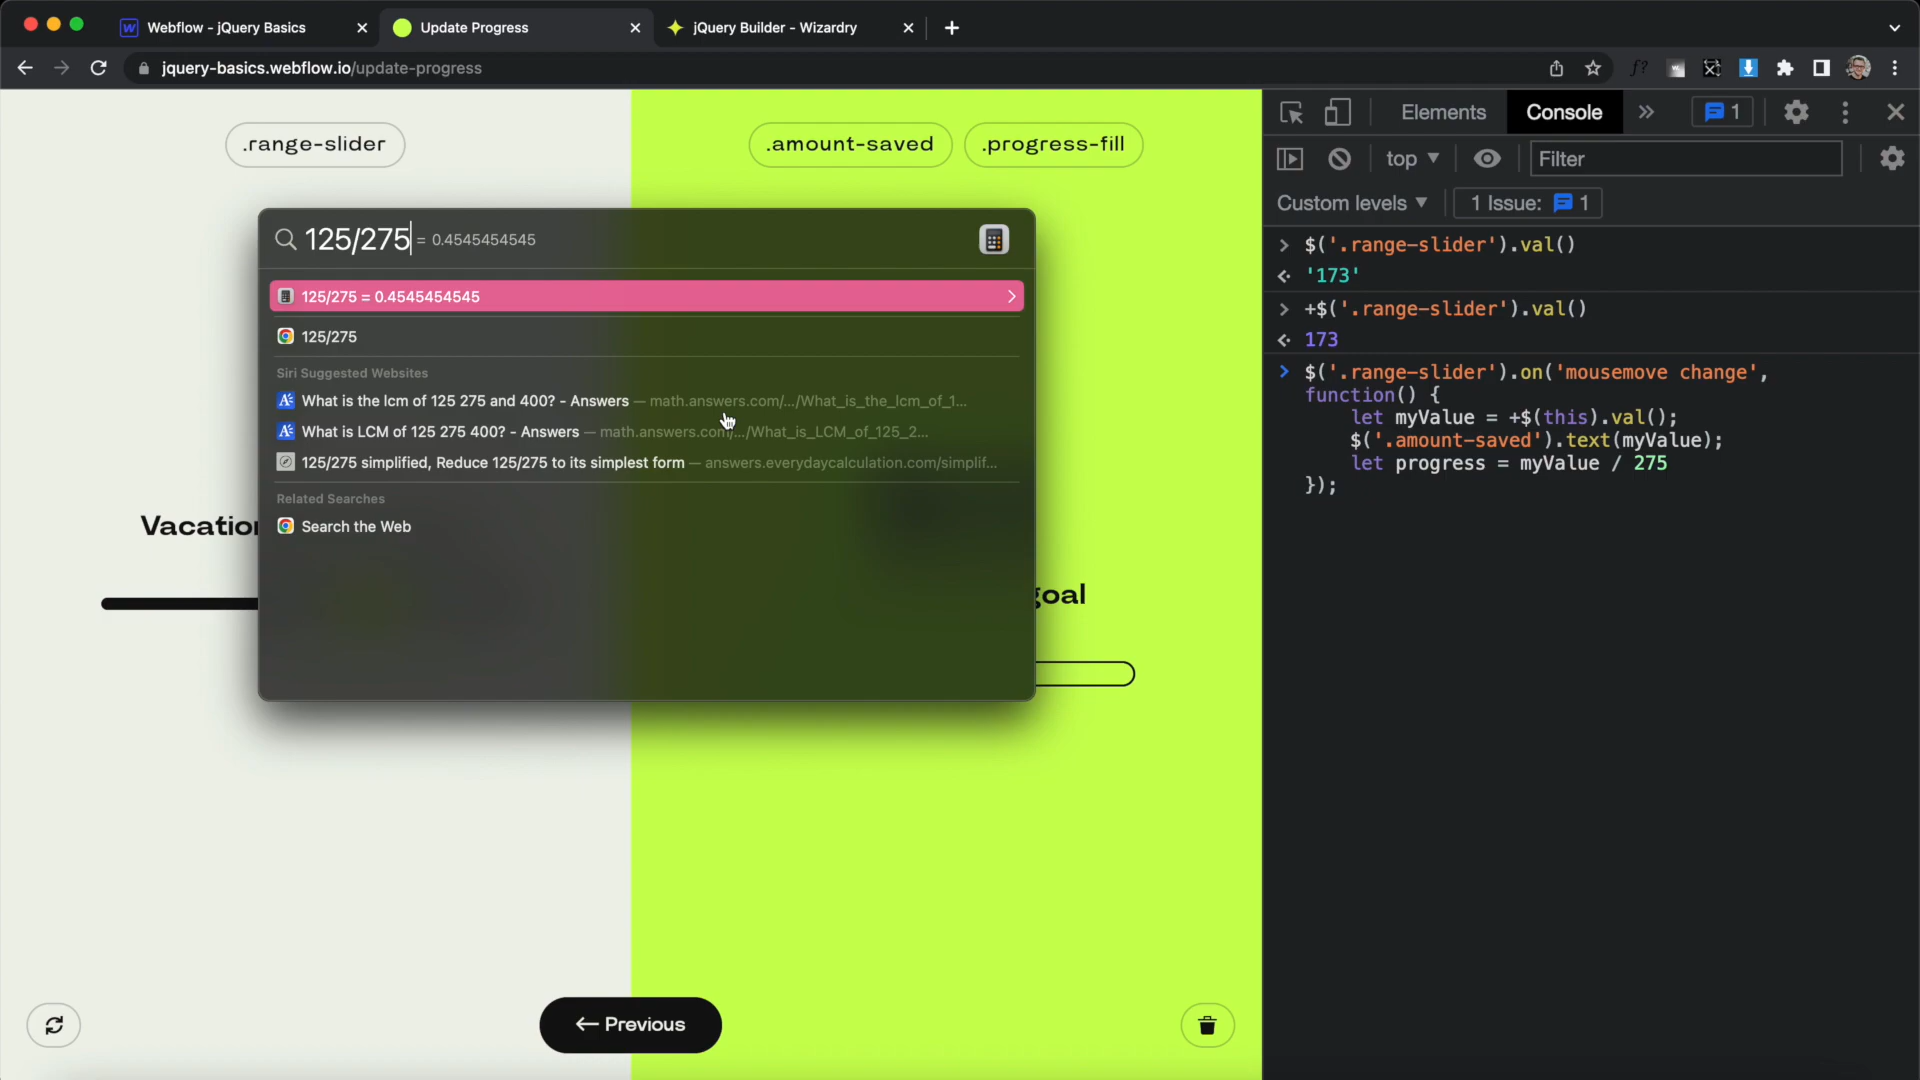 Webflow - jQuery Basics
Update Progress
jQuery Builder - Wizardry
jquery-basics.webflow.io/update-progress
f?
.range-slider
.amount-saved
.progress-fill
125/275 = 0.4545454545
125/275 = 0.4545454545
125/275
Siri Suggested Websites
What is the lcm of 125 275 and 400? - Answers — math.answers.com/.../What_is_the_lcm_of_1...
What is LCM of 125 275 400? - Answers — math.answers.com/.../What_is_LCM_of_125_2...
125/275 simplified, Reduce 125/275 to its simplest form — answers.everydaycalculation.com/simplif...
Related Searches
Search the Web
Vacation
goal
← Previous
Elements
Console
1
top
Filter
Custom levels
1 Issue: 1
> $('.range-slider').val()
'173'
> +$('.range-slider').val()
173
> $('.range-slider').on('mousemove change',
function() {
let myValue = +$(this).val();
$('.amount-saved').text(myValue);
let progress = myValue / 275
});